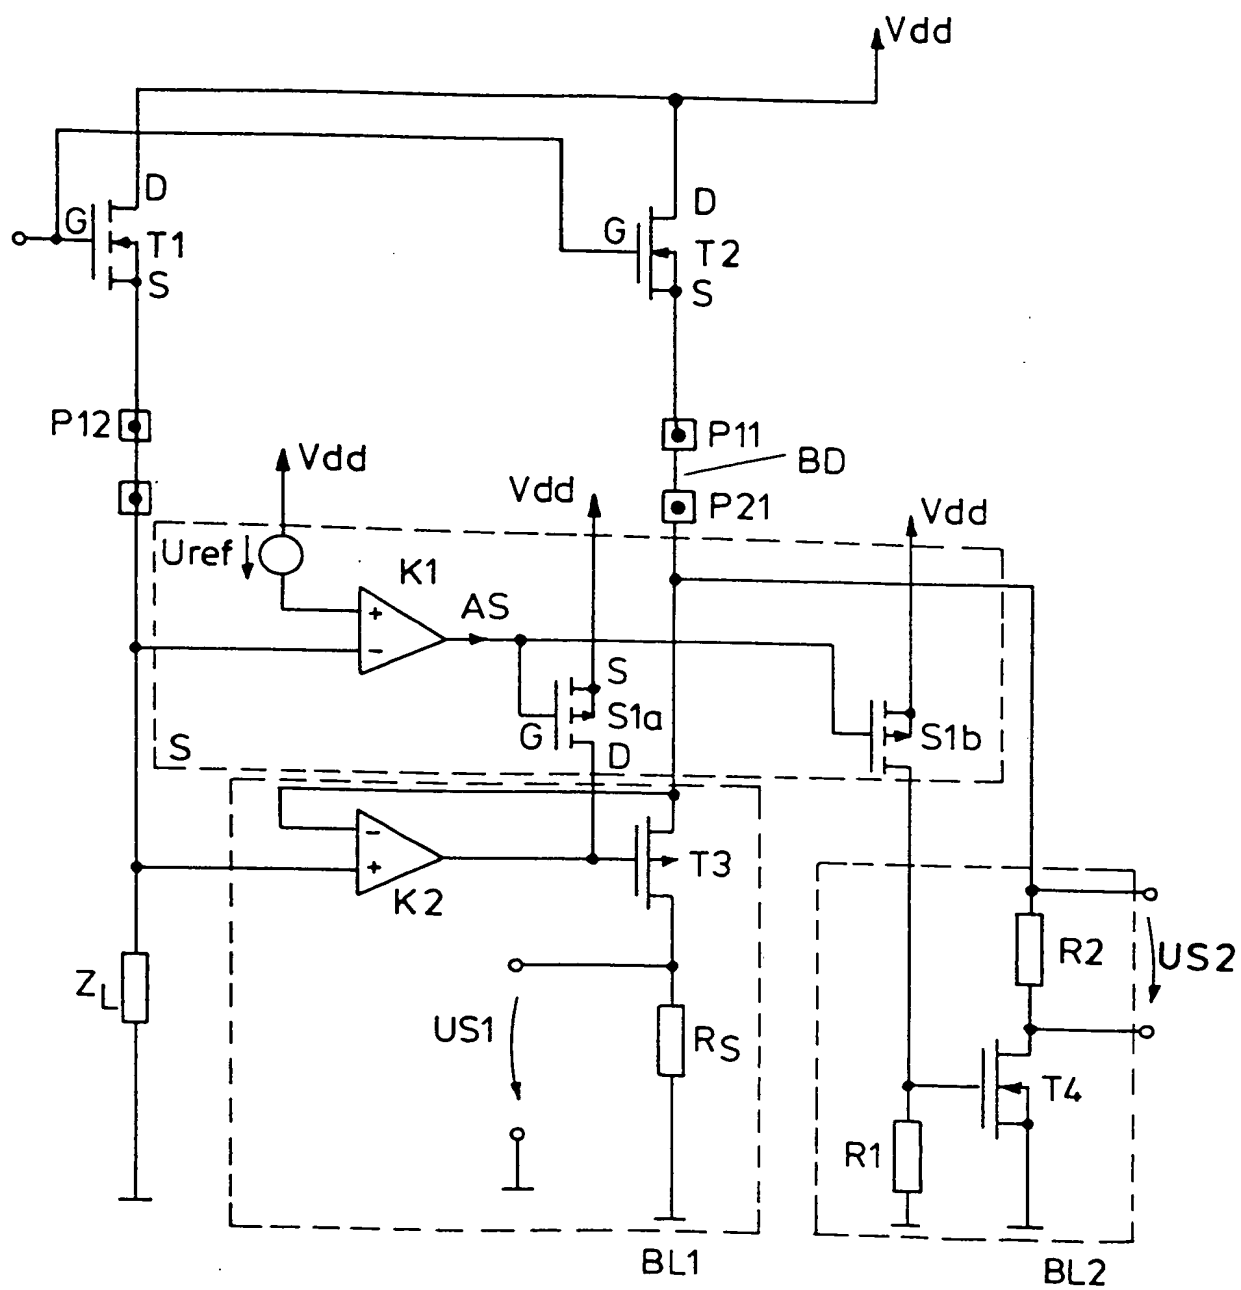 Vdd
D
G
T1
S
D
G
T2
S
P12
P11
BD
P21
Vdd
Vdd
Vdd
Uref
K1
+
-
AS
S
S1a
G
D
S1b
S
-
+
K2
T3
ZL
US1
RS
R2
US2
T4
R1
BL1
BL2